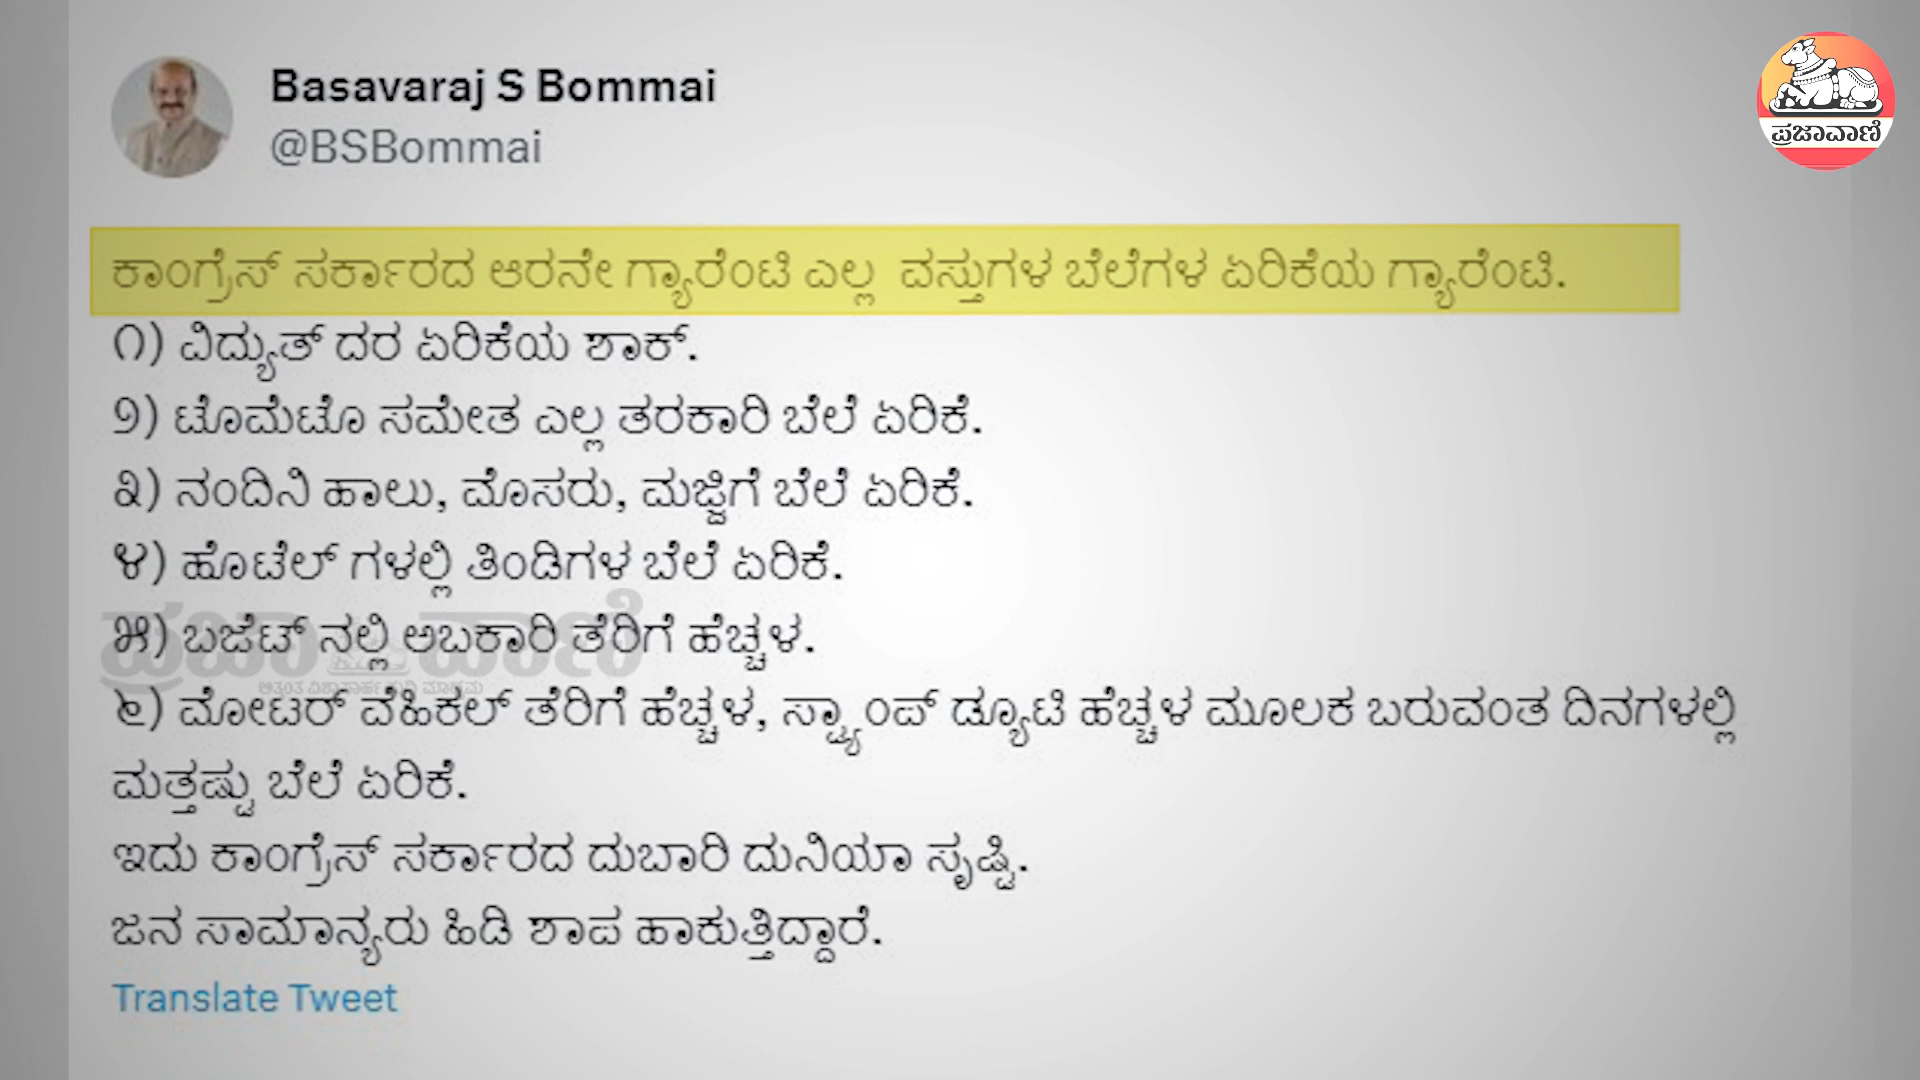 Basavaraj S Bommai
@BSBommai
ಪ್ರಜಾವಾಣಿ
ಕಾಂಗ್ರೆಸ್ ಸರ್ಕಾರದ ಆರನೇ ಗ್ಯಾರೆಂಟಿ ಎಲ್ಲ ವಸ್ತುಗಳ ಬೆಲೆಗಳ ಏರಿಕೆಯ ಗ್ಯಾರೆಂಟಿ.
೧) ವಿದ್ಯುತ್ ದರ ಏರಿಕೆಯ ಶಾಕ್.
೨) ಟೊಮೆಟೊ ಸಮೇತ ಎಲ್ಲ ತರಕಾರಿ ಬೆಲೆ ಏರಿಕೆ.
೩) ನಂದಿನಿ ಹಾಲು, ಮೊಸರು, ಮಜ್ಜಿಗೆ ಬೆಲೆ ಏರಿಕೆ.
೪) ಹೊಟೆಲ್ ಗಳಲ್ಲಿ ತಿಂಡಿಗಳ ಬೆಲೆ ಏರಿಕೆ.
೫) ಬಜೆಟ್ ನಲ್ಲಿ ಅಬಕಾರಿ ತೆರಿಗೆ ಹೆಚ್ಚಳ.
ಪ್ರಜಾವಾಣಿ
೬) ಮೋಟರ್ ವೆಹಿಕಲ್ ತೆರಿಗೆ ಹೆಚ್ಚಳ, ಸ್ಟ್ಯಾಂಪ್ ಡ್ಯೂಟಿ ಹೆಚ್ಚಳ ಮೂಲಕ ಬರುವಂತ ದಿನಗಳಲ್ಲಿ
ಮತ್ತಷ್ಟು ಬೆಲೆ ಏರಿಕೆ.
ಇದು ಕಾಂಗ್ರೆಸ್ ಸರ್ಕಾರದ ದುಬಾರಿ ದುನಿಯಾ ಸೃಷ್ಟಿ.
ಜನ ಸಾಮಾನ್ಯರು ಹಿಡಿ ಶಾಪ ಹಾಕುತ್ತಿದ್ದಾರೆ.
Translate Tweet